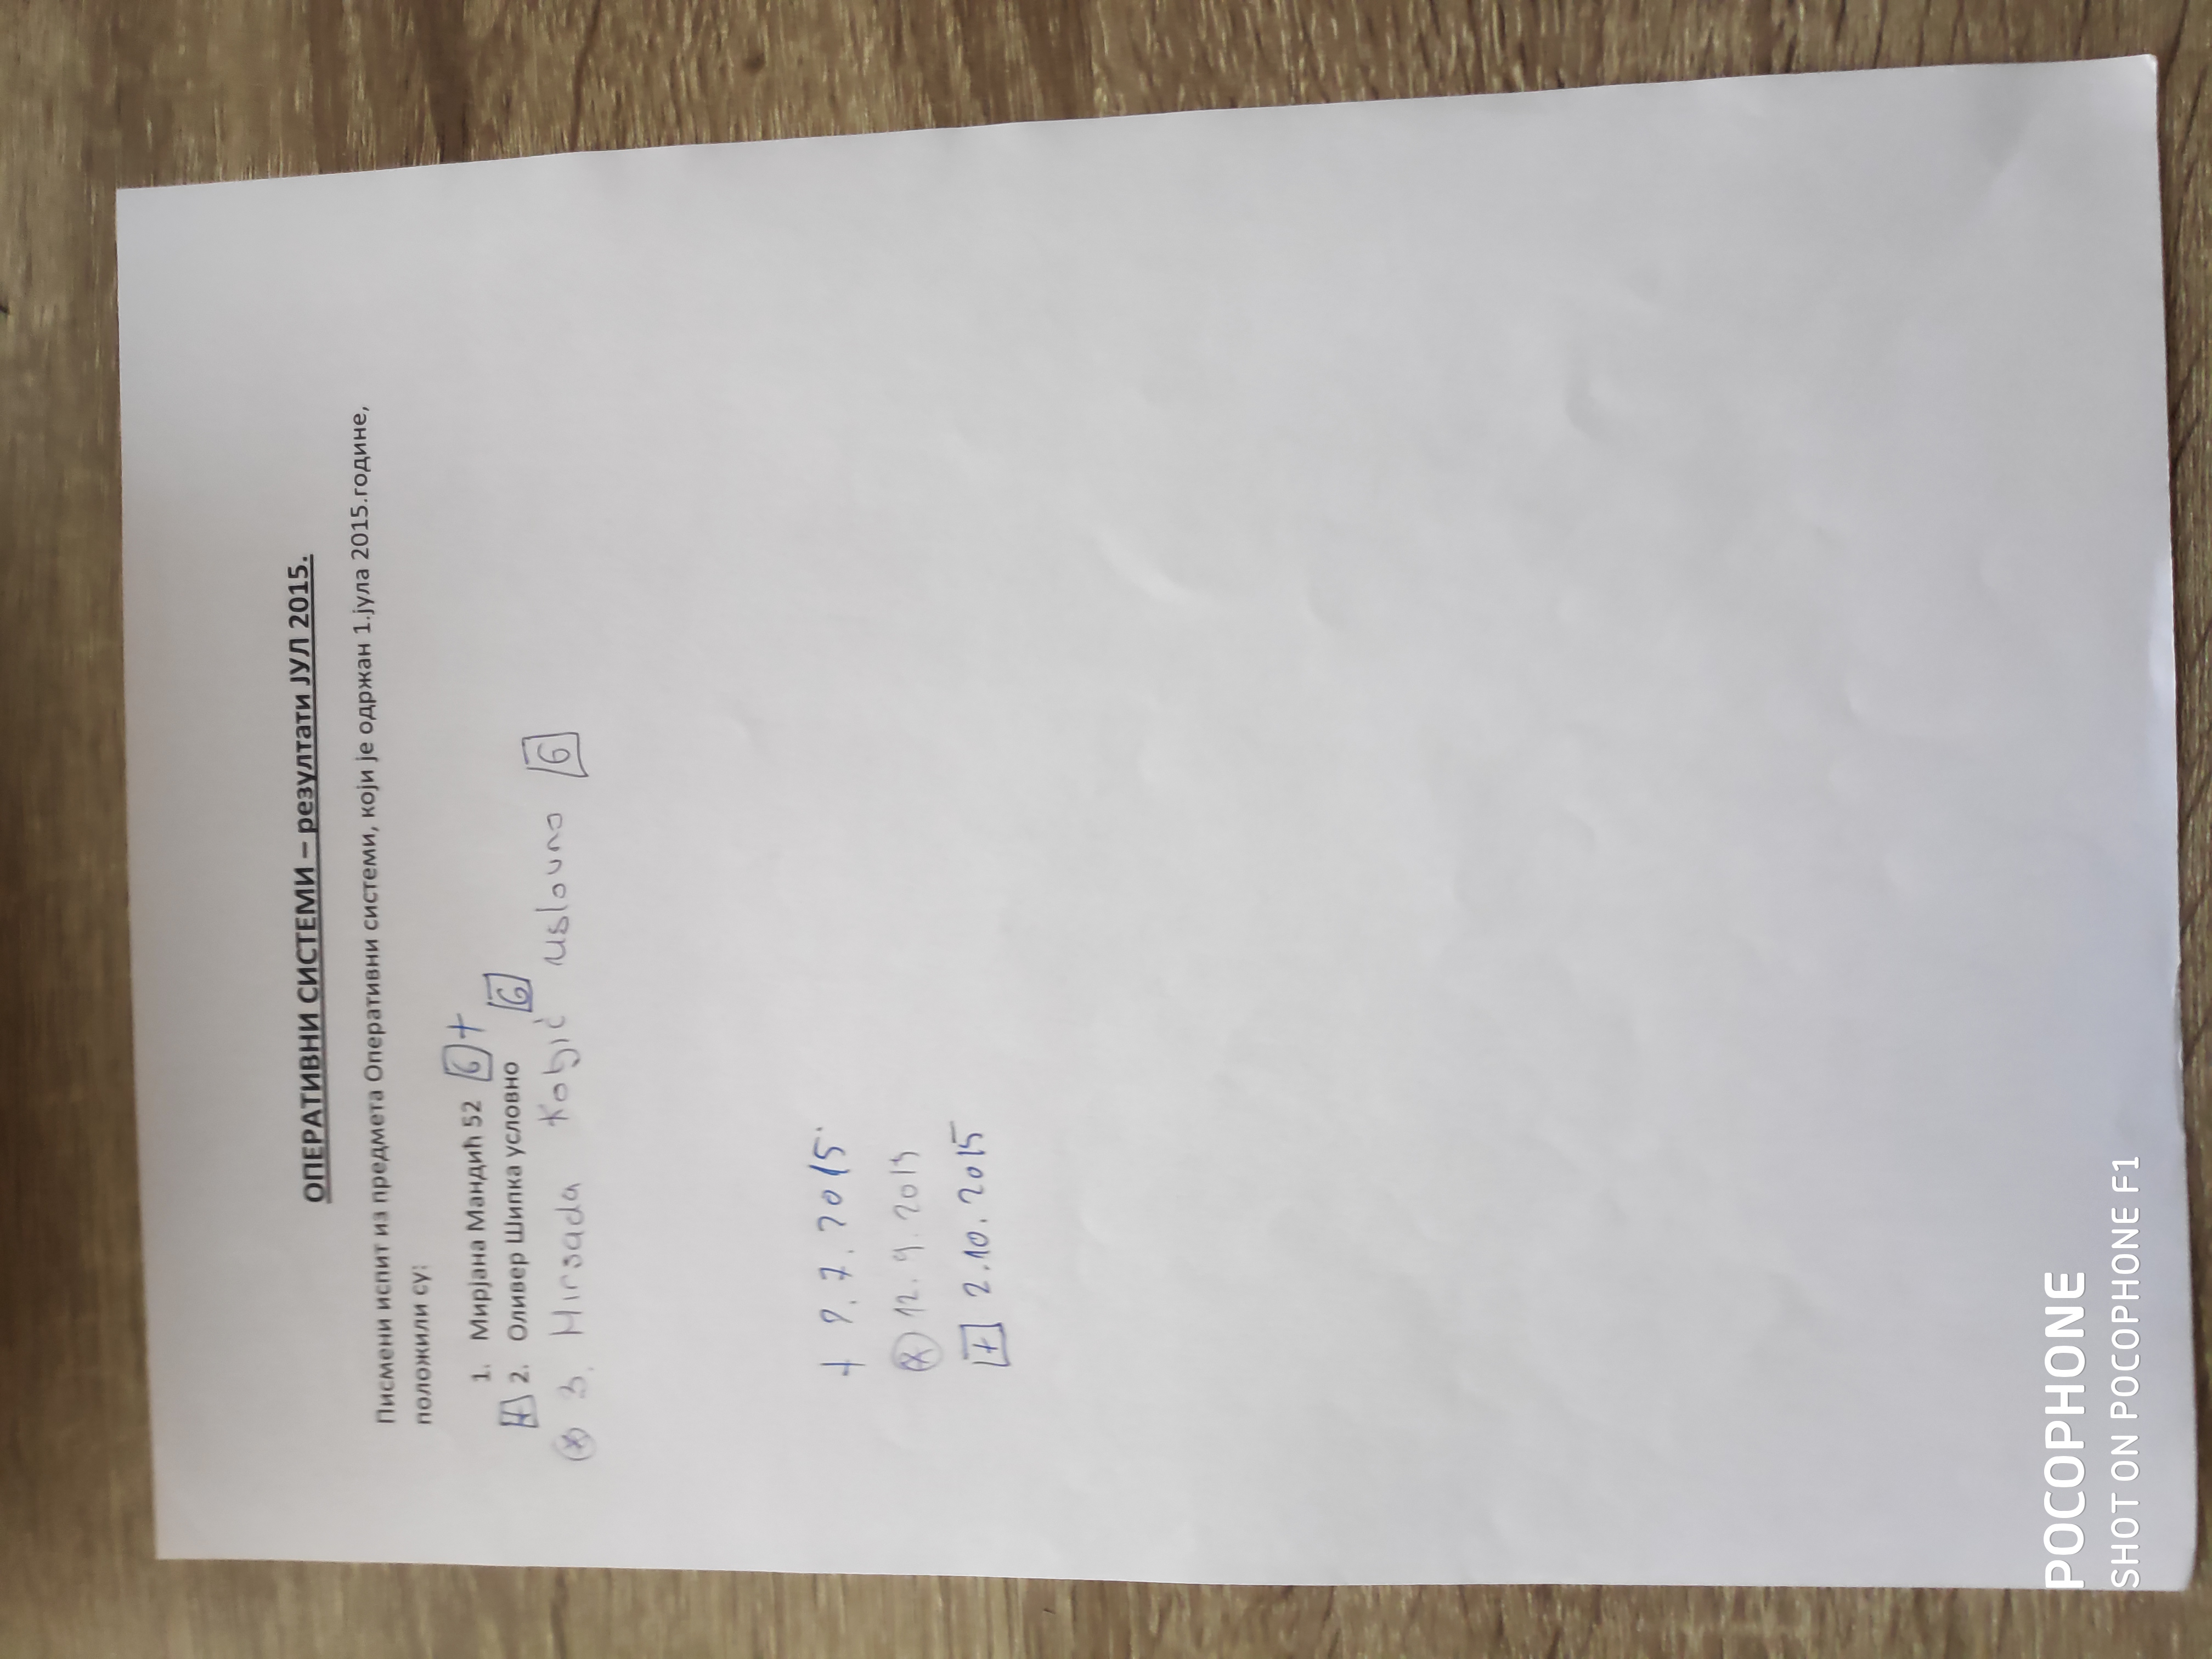 ОПЕРАТИВНИ СИСТЕМИ – резултати ЈУЛ 2015.
Писмени испит из предмета Оперативни системи, који је одржан 1.јула 2015.године,
положили су:
1. Мирјана Мандић 52 6 +
+ 2. Оливер Шипка условно 6
3. Mirsada uslovno 6
+ 7. 2015.
12. 9. 2015
+ 2.10.2015
POCOPHONE
SHOT ON POCOPHONE F1